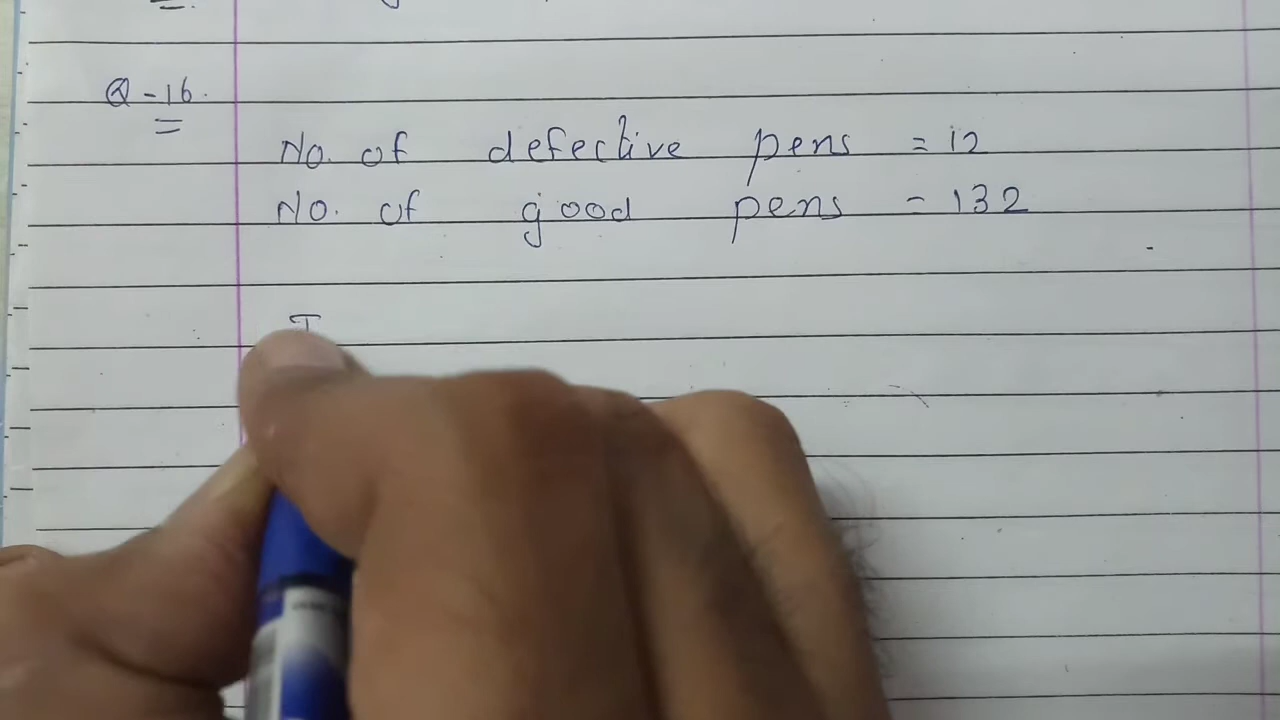 Q-16.
No. of defective pens = 12
No. of good pens - 132
T